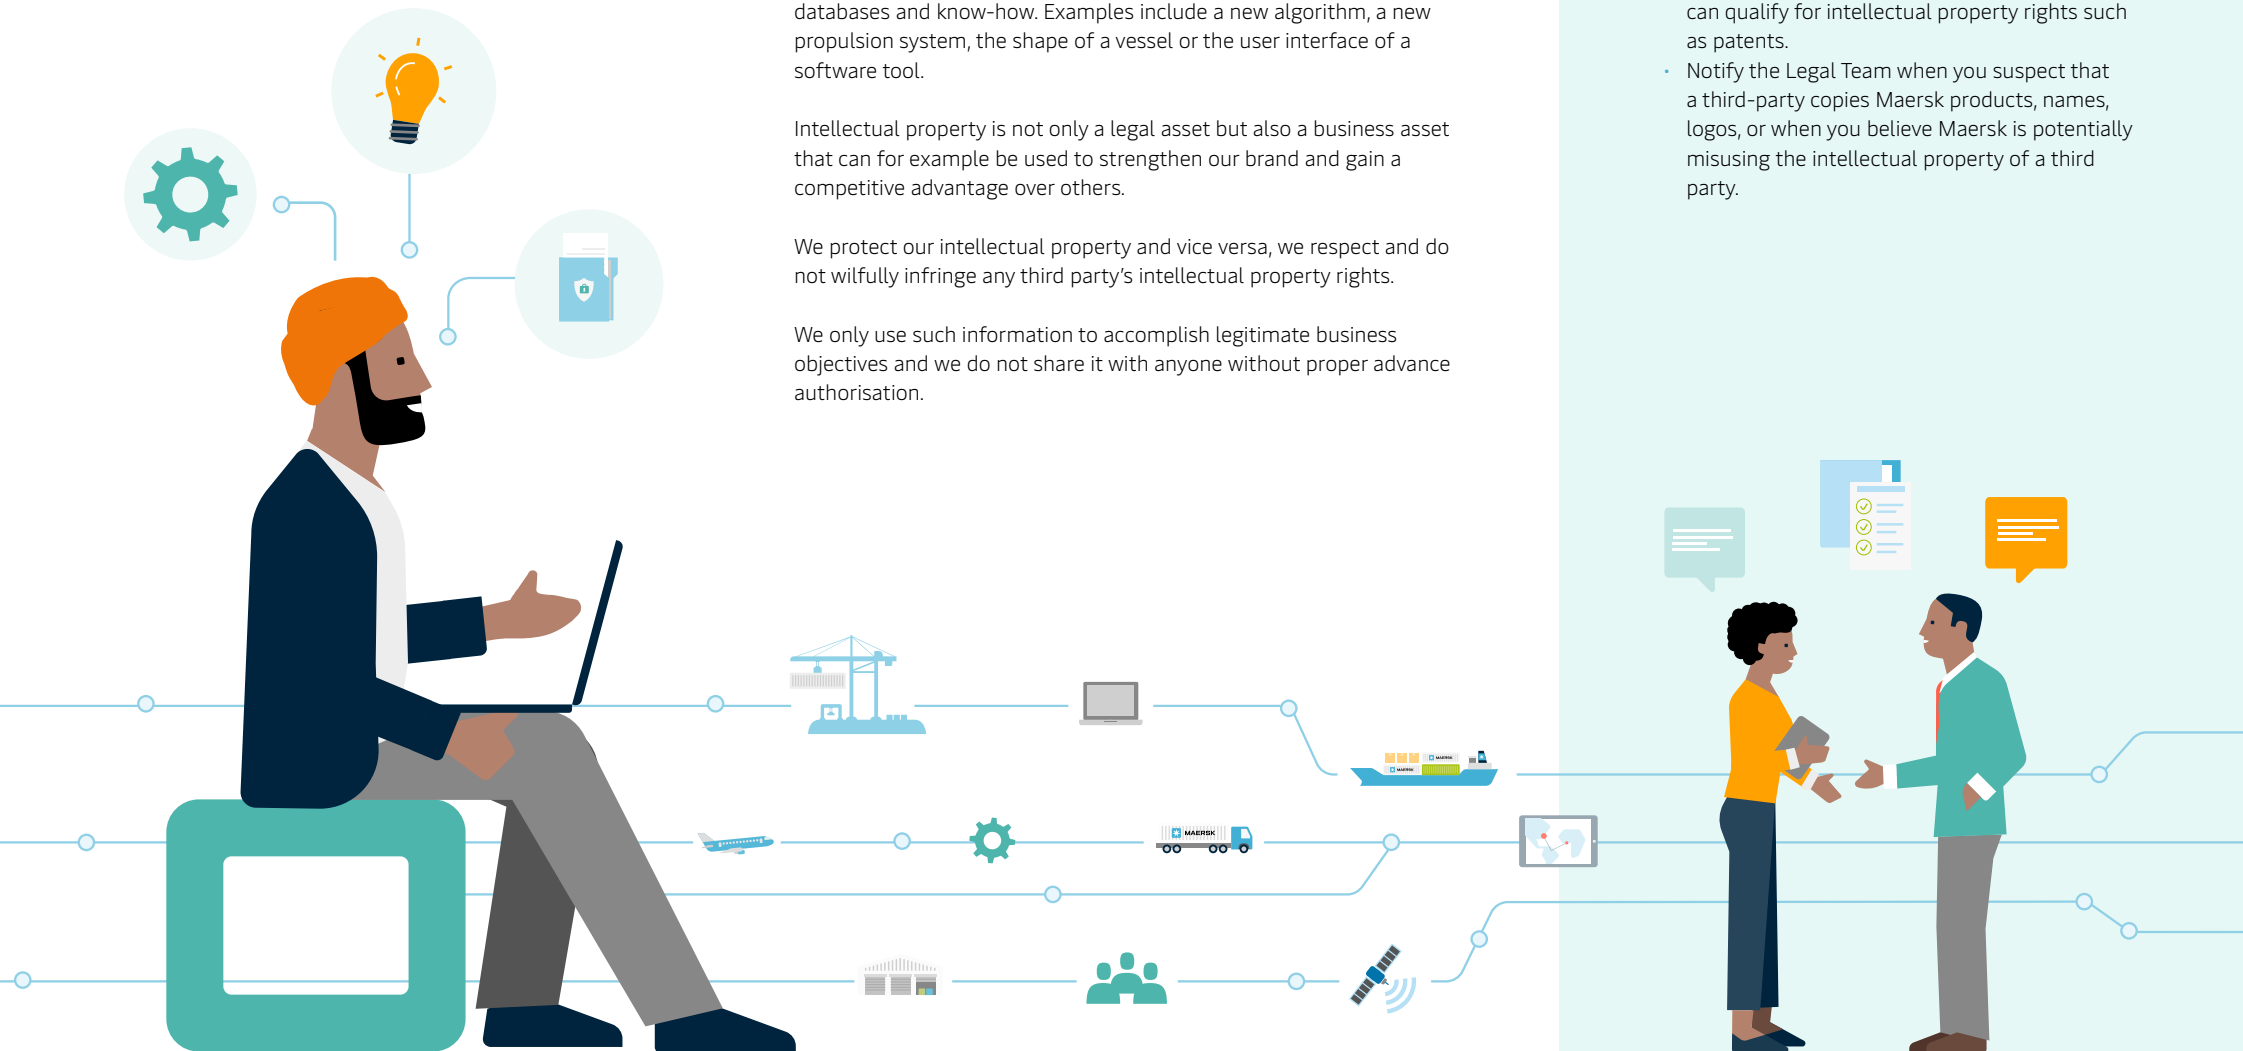 databases and know-how. Examples include a new algorithm, a new
propulsion system, the shape of a vessel or the user interface of a
software tool.
Intellectual property is not only a legal asset but also a business asset
that can for example be used to strengthen our brand and gain a
competitive advantage over others.
We protect our intellectual property and vice versa, we respect and do
not wilfully infringe any third party's intellectual property rights.
We only use such information to accomplish legitimate business
objectives and we do not share it with anyone without proper advance
authorisation.
can qualify for intellectual property rights such
as patents.
• Notify the Legal Team when you suspect that
a third-party copies Maersk products, names,
logos, or when you believe Maersk is potentially
misusing the intellectual property of a third
party.
MAERSK
MAERSK
MAERSK